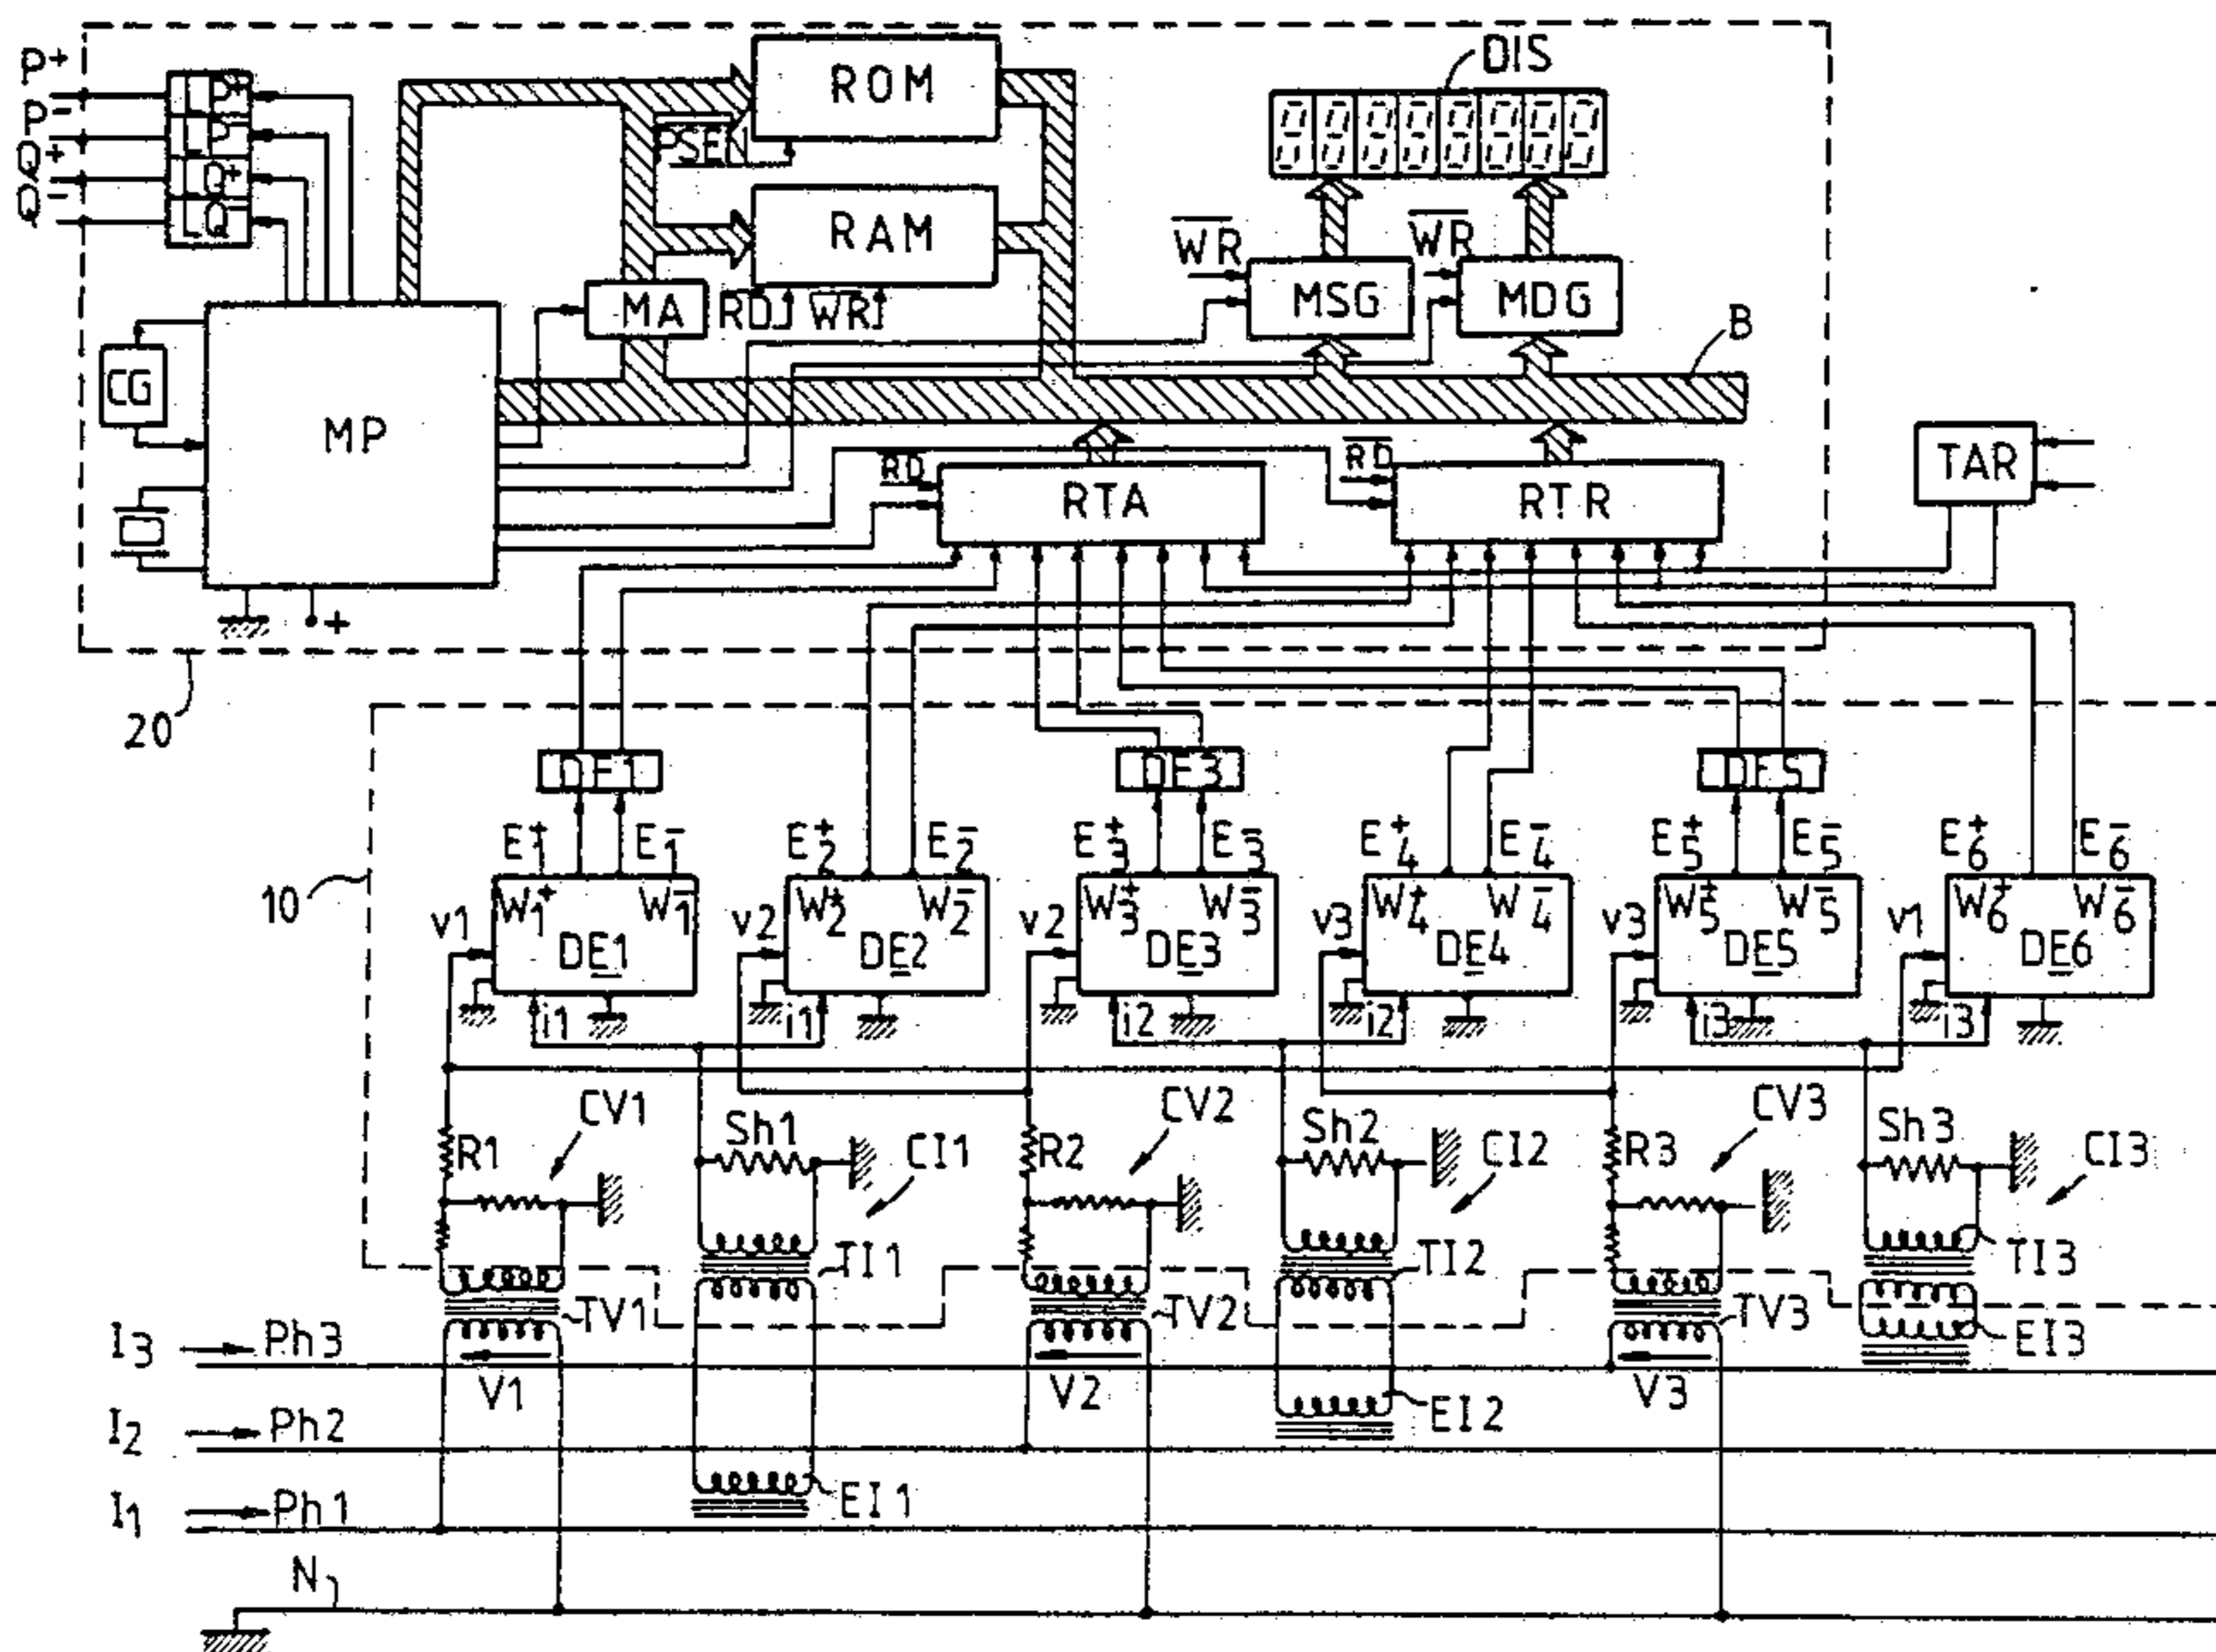 P+
P-
Q+
Q-
LP+
LP-
LQ+
LQ-
ROM
PSEN
RAM
MA
RD
WR
DIS
WR
WR
MSG
MDG
B
CG
MP
+
RD
RTA
RD
RTR
TAR
20
10
DF1
DF3
DF5
E1+
E1-
E2+
E2-
E3+
E3-
E4+
E4-
E5+
E5-
E6+
E6-
v1
W1+
W1-
DE1
v2
W2+
W2-
DE2
v2
W3+
W3-
DE3
v3
W4+
W4-
DE4
v3
W5+
W5-
DE5
v1
W6+
W6-
DE6
i1
i1
i2
i2
i3
i3
R1
CV1
Sh1
CI1
R2
CV2
Sh2
CI2
R3
CV3
Sh3
CI3
TV1
TI1
TV2
TI2
TV3
TI3
I3
Ph3
V1
V2
V3
EI3
I2
Ph2
EI2
I1
Ph1
EI1
N